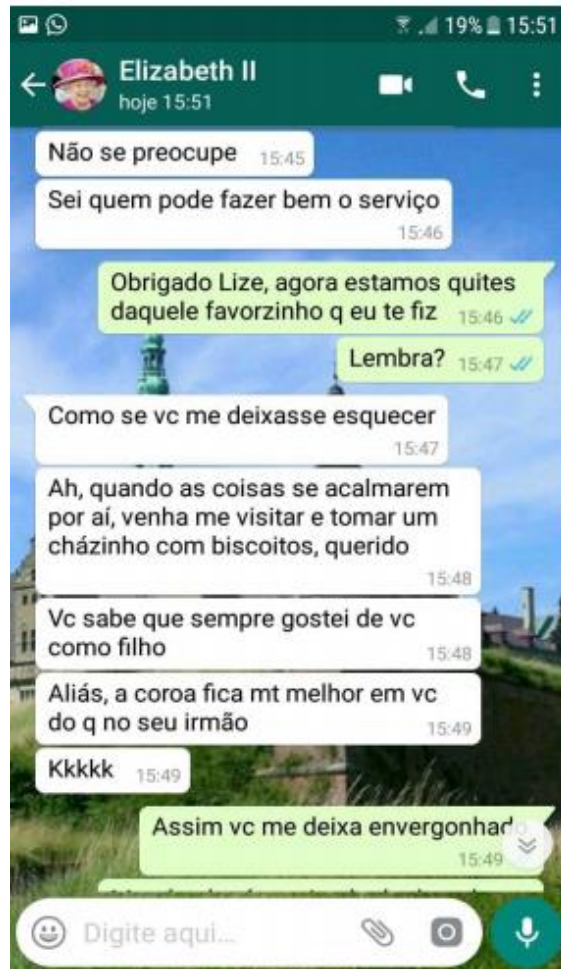 19% 15:51
Elizabeth II
hoje 15:51
Não se preocupe 15:45
Sei quem pode fazer bem o serviço
15:46
Obrigado Lize, agora estamos quites
daquele favorzinho q eu te fiz 15:46
Lembra? 15:47
Como se vc me deixasse esquecer
15:47
Ah, quando as coisas se acalmarem
por aí, venha me visitar e tomar um
cházinho com biscoitos, querido
15:48
Vc sabe que sempre gostei de vc
como filho 15:48
Aliás, a coroa fica mt melhor em vc
do q no seu irmão 15:49
Kkkkk 15:49
Assim vc me deixa envergonhado
15:49
Digite aqui...